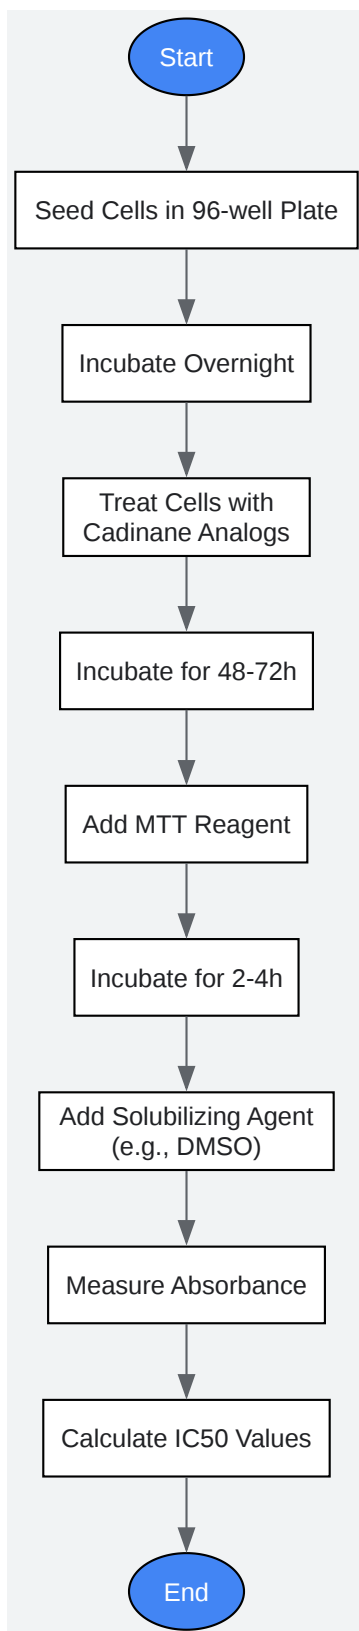 Start
Seed Cells in 96-well Plate
Incubate Overnight
Treat Cells with
Cadinane Analogs
Incubate for 48-72h
Add MTT Reagent
Incubate for 2-4h
Add Solubilizing Agent
(e.g., DMSO)
Measure Absorbance
Calculate IC50 Values
End